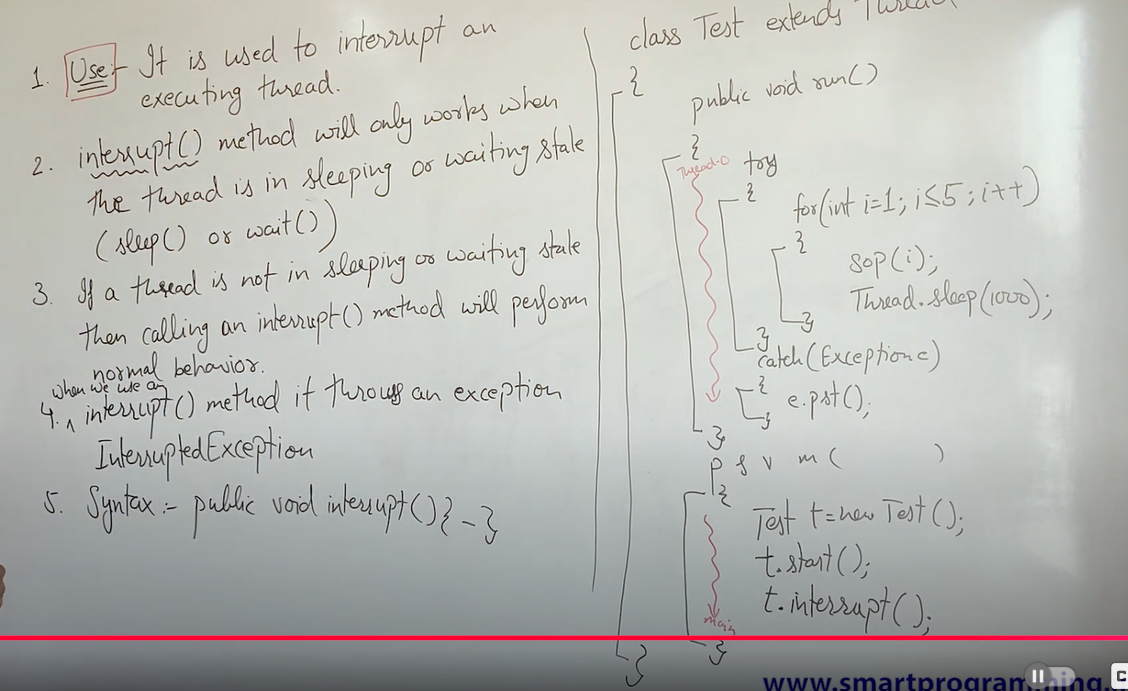 1. Use:- It is used to interrupt an
executing thread.
2. interrupt() method will only works when
the thread is in sleeping or waiting state
(sleep() or wait())
3. If a thread is not in sleeping or waiting state
then calling an interrupt() method will perform
normal behavior.
when we use an
4. interrupt() method it throws an exception
InterruptedException
5. Syntax :- public void interrupt(){-}
class Test extends Thread
{
public void run()
{
Thread-0
try
{
for(int i=1; i≤5; i++)
{
sop(i);
Thread.sleep(1000);
}
}
catch(Exception e)
{
e.pst();
}
}
p s v m ( )
{
Test t=new Test();
t.start();
t.interrupt();
main
}
}
www.smartprogramming.